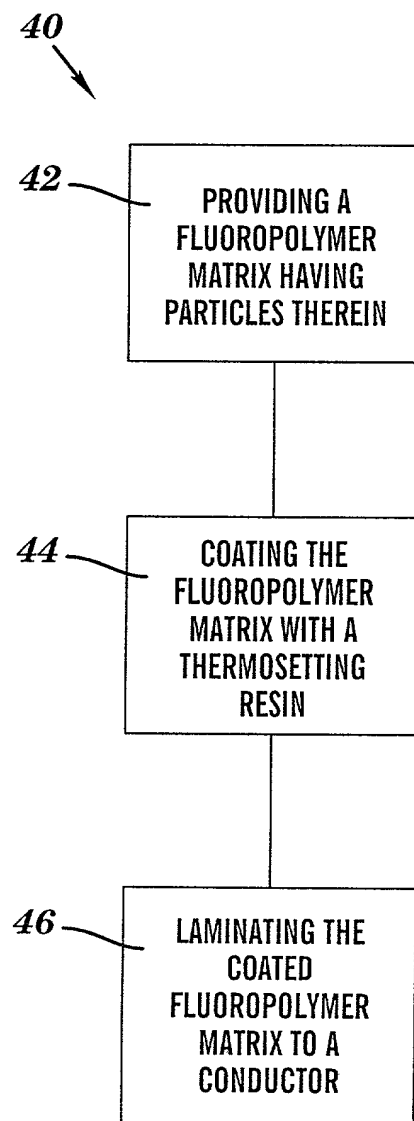 40
42
PROVIDING A
FLUOROPOLYMER
MATRIX HAVING
PARTICLES THEREIN
44
COATING THE
FLUOROPOLYMER
MATRIX WITH A
THERMOSETTING
RESIN
46
LAMINATING THE
COATED
FLUOROPOLYMER
MATRIX TO A
CONDUCTOR